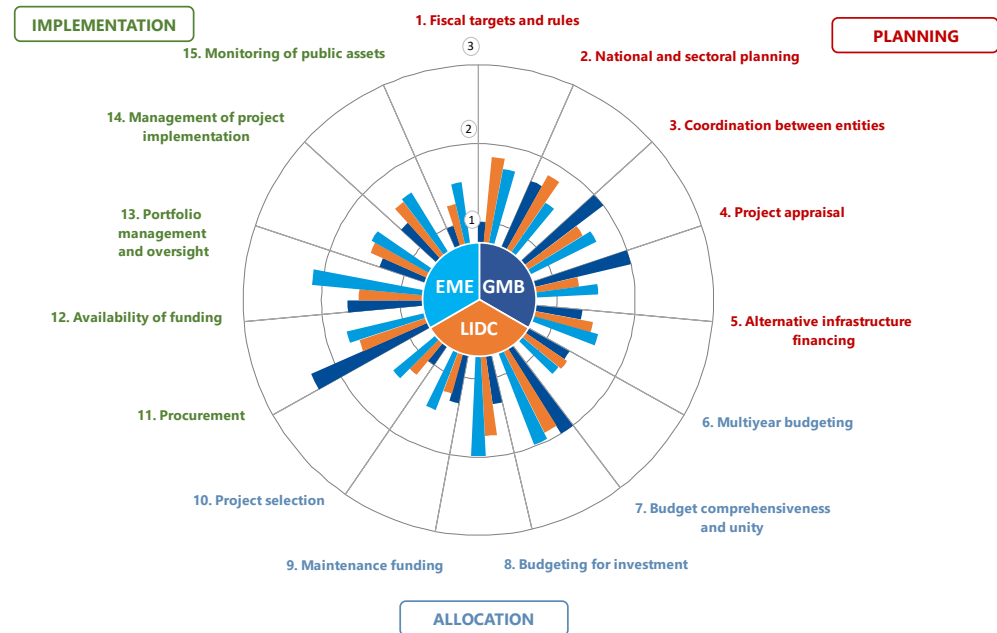 IMPLEMENTATION
1. Fiscal targets and rules
PLANNING
15. Monitoring of public assets
3
2. National and sectoral planning
14. Management of project
implementation
2
3. Coordination between entities
13. Portfolio
management
and oversight
1
4. Project appraisal
EME
GMB
LIDC
12. Availability of funding
5. Alternative infrastructure
financing
11. Procurement
6. Multiyear budgeting
10. Project selection
7. Budget comprehensiveness
and unity
9. Maintenance funding
8. Budgeting for investment
ALLOCATION